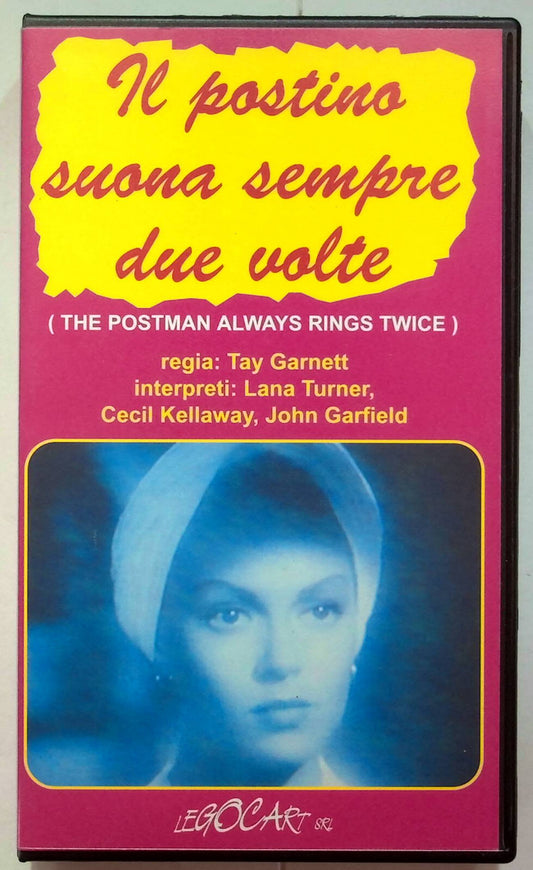 Il postino
suona sempre
due volte
( THE POSTMAN ALWAYS RINGS TWICE )
regia: Tay Garnett
interpreti: Lana Turner,
Cecil Kellaway, John Garfield
LEGOCART SRL